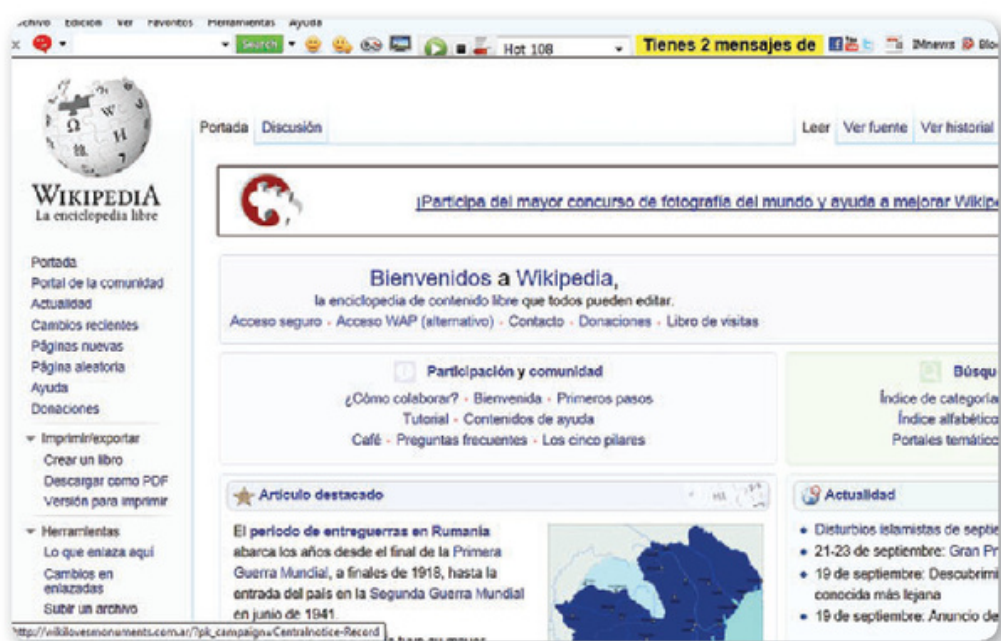 Archivo Edición Ver Favoritos Herramientas Ayuda
Search Hot 108 Tienes 2 mensajes de IMnews
Portada Discusión Leer Ver fuente Ver historial
WIKIPEDIA
La enciclopedia libre
¡Participa del mayor concurso de fotografía del mundo y ayuda a mejorar
Portada
Portal de la comunidad
Actualidad
Cambios recientes
Páginas nuevas
Página aleatoria
Ayuda
Donaciones
Imprimir/exportar
Crear un libro
Descargar como PDF
Versión para imprimir
Herramientas
Lo que enlaza aquí
Cambios en
enlazadas
Subir un archivo
Bienvenidos a Wikipedia,
la enciclopedia de contenido libre que todos pueden editar.
Acceso seguro · Acceso WAP (alternativo) · Contacto · Donaciones · Libro de visitas
Participación y comunidad
¿Cómo colaborar? · Bienvenida · Primeros pasos
Tutorial · Contenidos de ayuda
Café · Preguntas frecuentes · Los cinco pilares
Índice de
Índice
Portales
Artículo destacado
El periodo de entreguerras en Rumanía
abarca los años desde el final de la Primera
Guerra Mundial, a finales de 1918, hasta la
entrada del país en la Segunda Guerra Mundial
en junio de 1941.
Actualidad
Disturbios islamistas de
21-23 de septiembre: Gran
19 de septiembre:
conocida más lejana
19 de septiembre: Anuncio de
http://wikilovesmonuments.com.ar/?pk_campaign=Centralnotice-Record